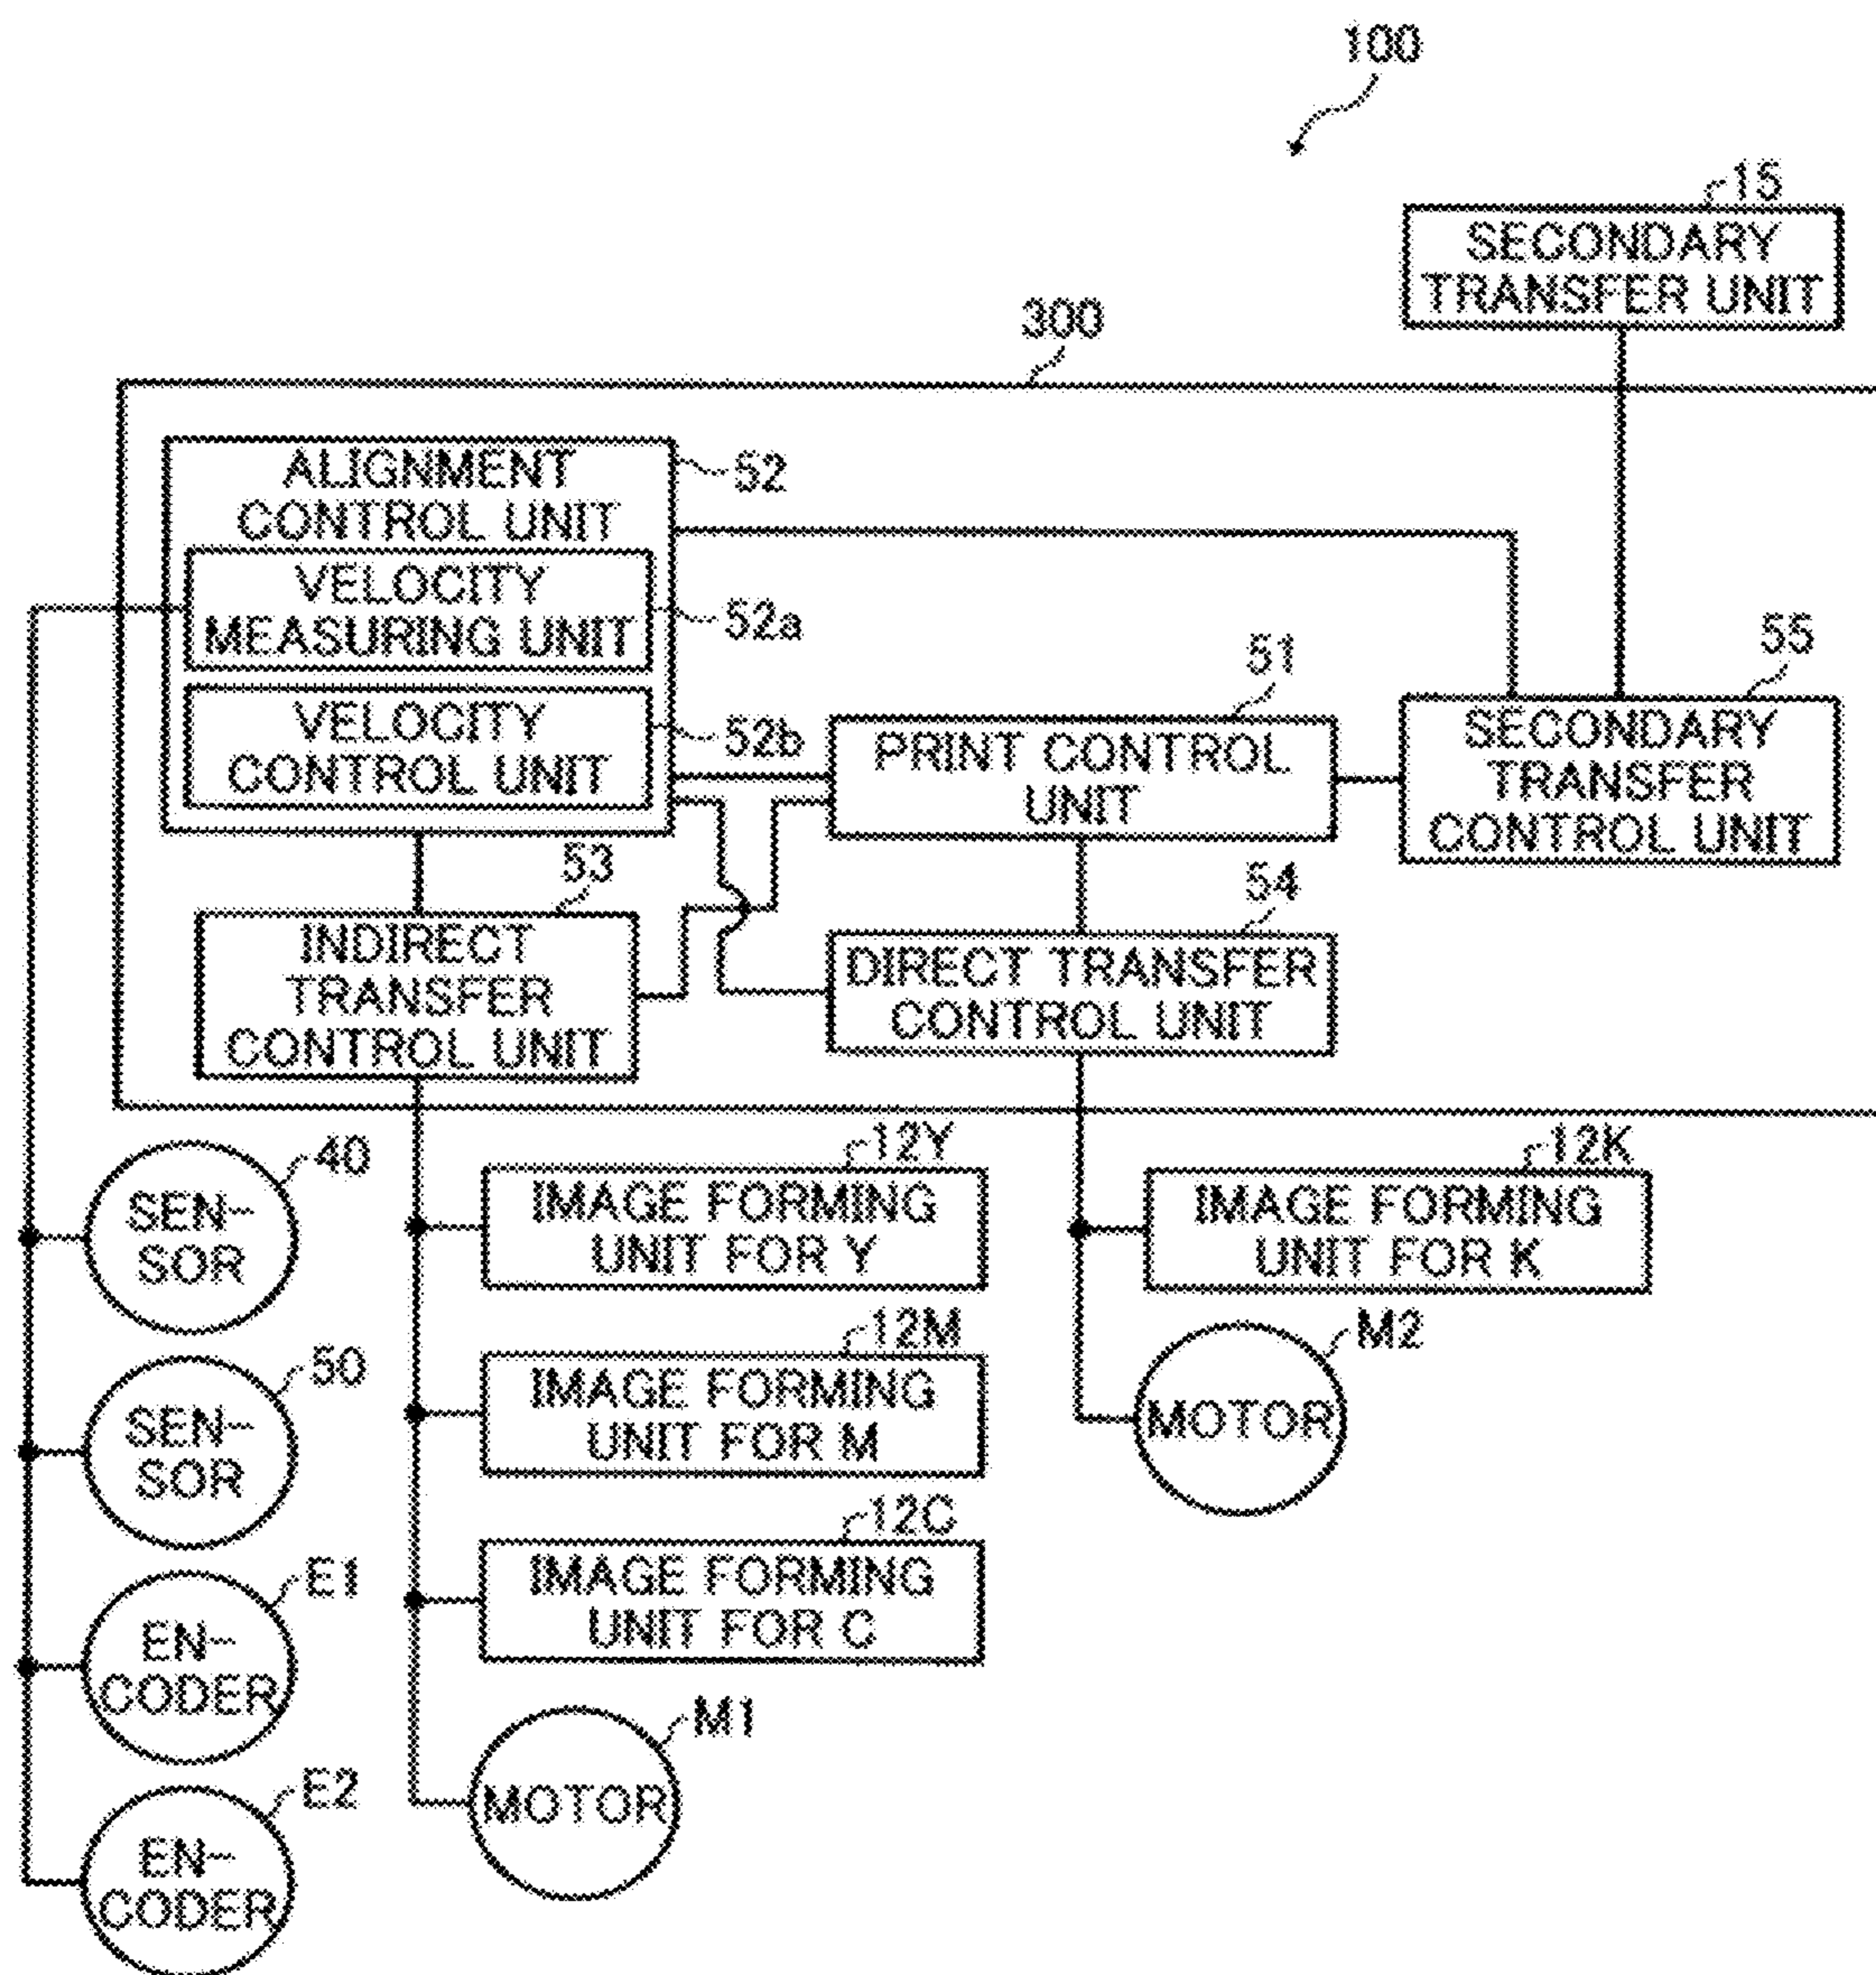 100
15
SECONDARY
TRANSFER UNIT
300
ALIGNMENT
CONTROL UNIT
52
VELOCITY
MEASURING UNIT
52a
VELOCITY
CONTROL UNIT
52b
51
PRINT CONTROL
UNIT
55
SECONDARY
TRANSFER
CONTROL UNIT
53
INDIRECT
TRANSFER
CONTROL UNIT
54
DIRECT TRANSFER
CONTROL UNIT
40
SEN-
SOR
50
SEN-
SOR
E1
EN-
CODER
E2
EN-
CODER
12Y
IMAGE FORMING
UNIT FOR Y
12M
IMAGE FORMING
UNIT FOR M
12C
IMAGE FORMING
UNIT FOR C
M1
MOTOR
12K
IMAGE FORMING
UNIT FOR K
M2
MOTOR